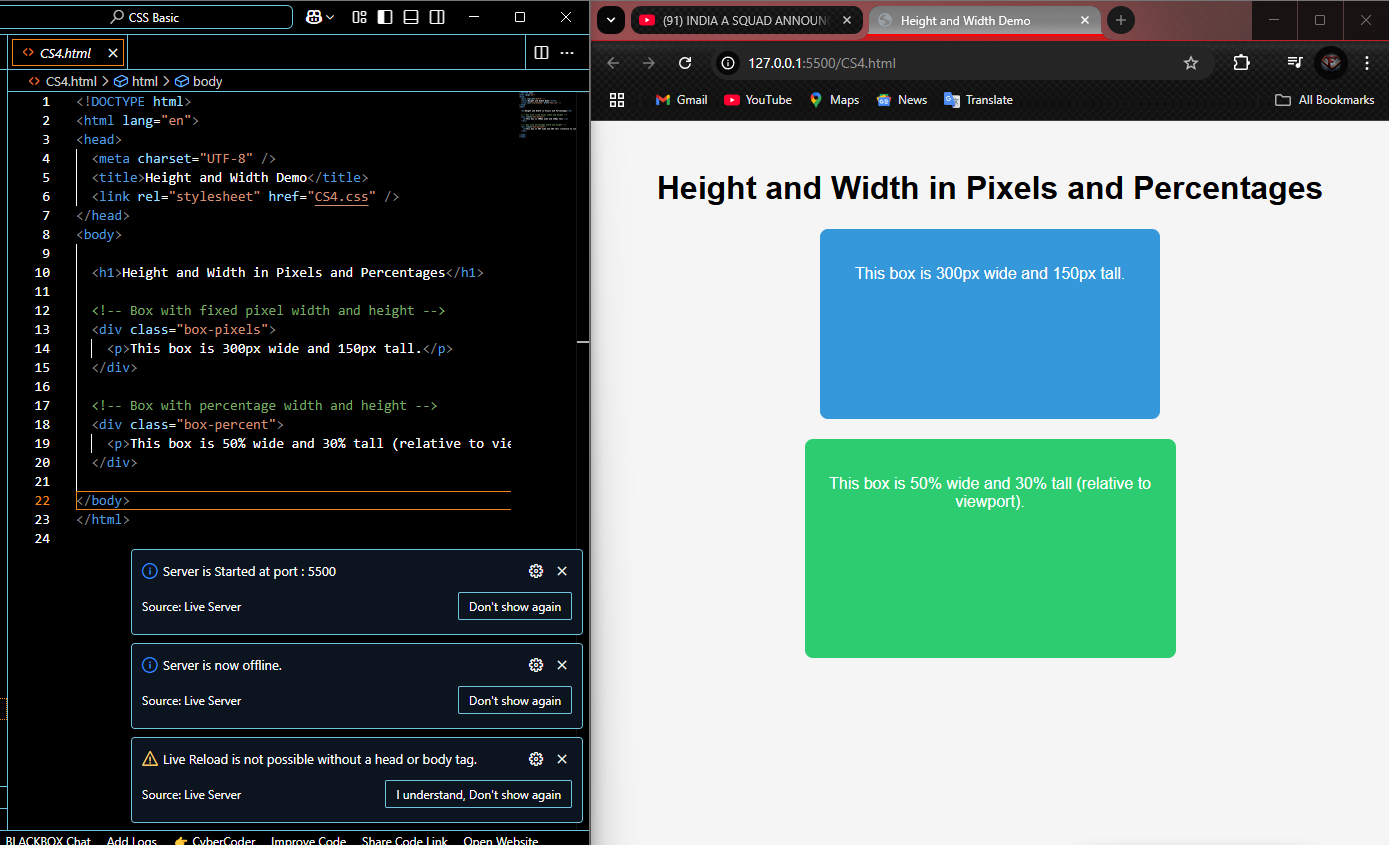 CSS Basic
CS4.html
CS4.html > html > body
1 <!DOCTYPE html>
2 <html lang="en">
3 <head>
4 <meta charset="UTF-8" />
5 <title>Height and Width Demo</title>
6 <link rel="stylesheet" href="CS4.css" />
7 </head>
8 <body>
9
10 <h1>Height and Width in Pixels and Percentages</h1>
11
12 <!-- Box with fixed pixel width and height -->
13 <div class="box-pixels">
14 <p>This box is 300px wide and 150px tall.</p>
15 </div>
16
17 <!-- Box with percentage width and height -->
18 <div class="box-percent">
19 <p>This box is 50% wide and 30% tall (relative to vie
20 </div>
21
22 </body>
23 </html>
24
Server is Started at port : 5500
Source: Live Server
Don't show again
Server is now offline.
Source: Live Server
Don't show again
Live Reload is not possible without a head or body tag.
Source: Live Server
I understand, Don't show again
BLACKBOX Chat Add Logs CyberCoder Improve Code Share Code Link Open Website
(91) INDIA A SQUAD ANNOUN
Height and Width Demo
127.0.0.1:5500/CS4.html
Gmail YouTube Maps News Translate All Bookmarks
Height and Width in Pixels and Percentages
This box is 300px wide and 150px tall.
This box is 50% wide and 30% tall (relative to
viewport).